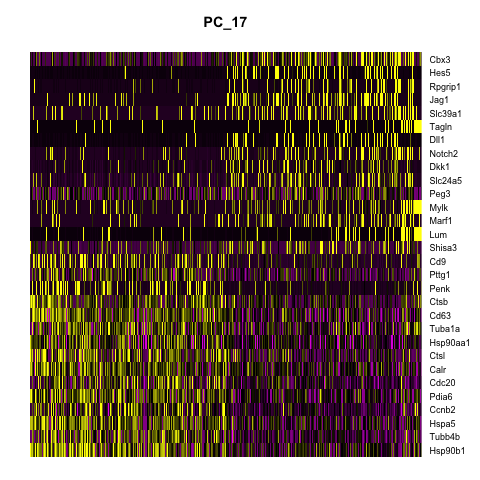 PC_17
Cbx3
Hes5
Rpgrip1
Jag1
Slc39a1
Tagln
Dll1
Notch2
Dkk1
Slc24a5
Peg3
Mylk
Marf1
Lum
Shisa3
Cd9
Pttg1
Penk
Ctsb
Cd63
Tuba1a
Hsp90aa1
Ctsl
Calr
Cdc20
Pdia6
Ccnb2
Hspa5
Tubb4b
Hsp90b1